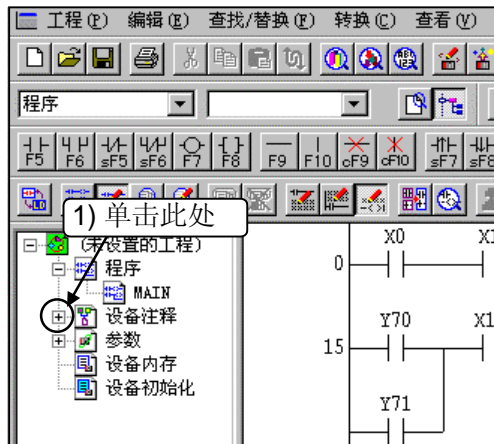 工程(P) 编辑(E) 查找/替换(F) 转换(C) 查看(V)
程序
F5 F6 sF5 sF6 F7 F8 F9 F10 cF9 cF10 sF7 sF8
1) 单击此处
(未设置的工程)
程序
MAIN
设备注释
参数
设备内存
设备初始化
X0 X1
0
Y70 X1
15
Y71